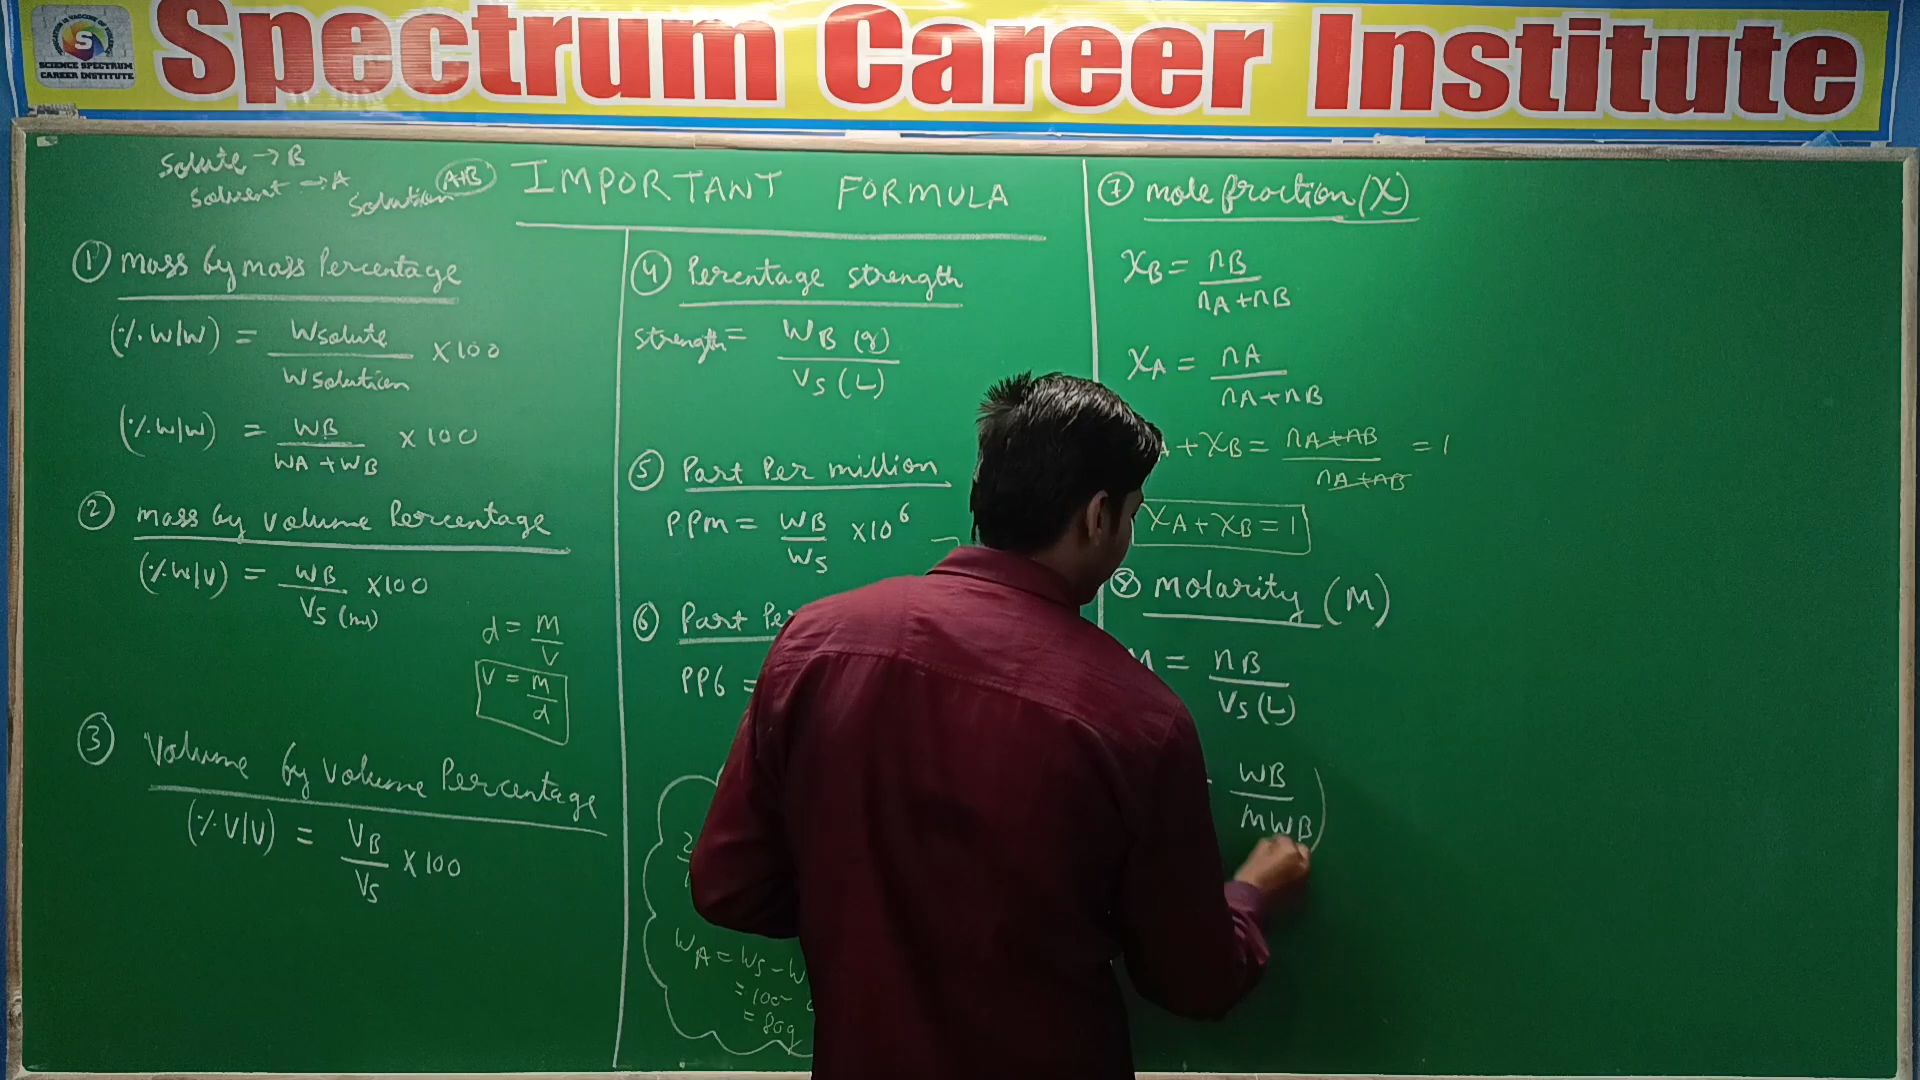 Spectrum Career Institute
S
SCIENCE SPECTRUM
CAREER INSTITUTE
Solute → B
Solvent → A
Solution A+B
IMPORTANT FORMULA
① Mass by mass Percentage
(% W/W) = W solute / W solution × 100
(% W/W) = WB / WA + WB × 100
② Mass by volume Percentage
(% W/V) = WB / Vs (ml) × 100
d = M / V
V = M / d
③ Volume by volume Percentage
(% V/V) = VB / Vs × 100
④ Percentage strength
strength = WB (g) / Vs (L)
⑤ Part Per million
PPm = WB / Ws × 10⁶
⑥ Part Pe
PPb =
WA = Ws - W
= 100
= 80g
⑦ mole fraction (X)
XB = nB / nA + nB
XA = nA / nA + nB
+ XB = nA + nB / nA + nB = 1
XA + XB = 1
⑧ Molarity (M)
M = nB / Vs (L)
WB / MWB )